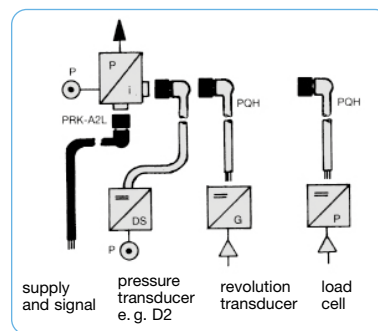 P
P
i
PRK-A2L
PQH
PQH
DS
G
P
P
supply
and signal
pressure
transducer
e. g. D2
revolution
transducer
load
cell